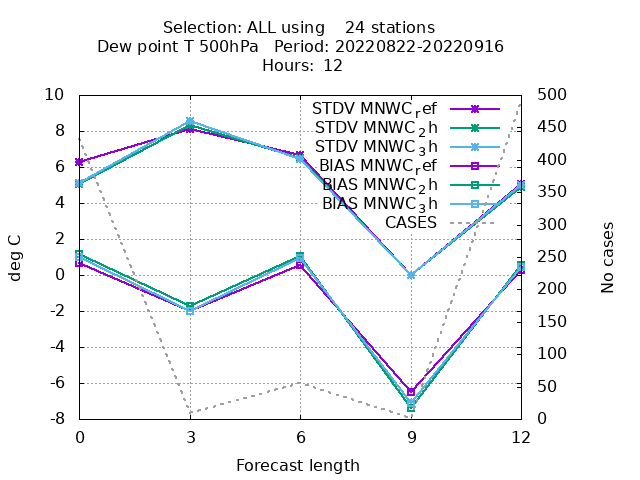 Selection: ALL using    24 stations
Dew point T 500hPa   Period: 20220822-20220916
Hours: 12
10
8
6
4
2
0
-2
-4
-6
-8
500
450
400
350
300
250
200
150
100
50
0
STDV MNWC_ref
STDV MNWC_2h
STDV MNWC_3h
BIAS MNWC_ref
BIAS MNWC_2h
BIAS MNWC_3h
CASES
deg C
No cases
0 3 6 9 12
Forecast length